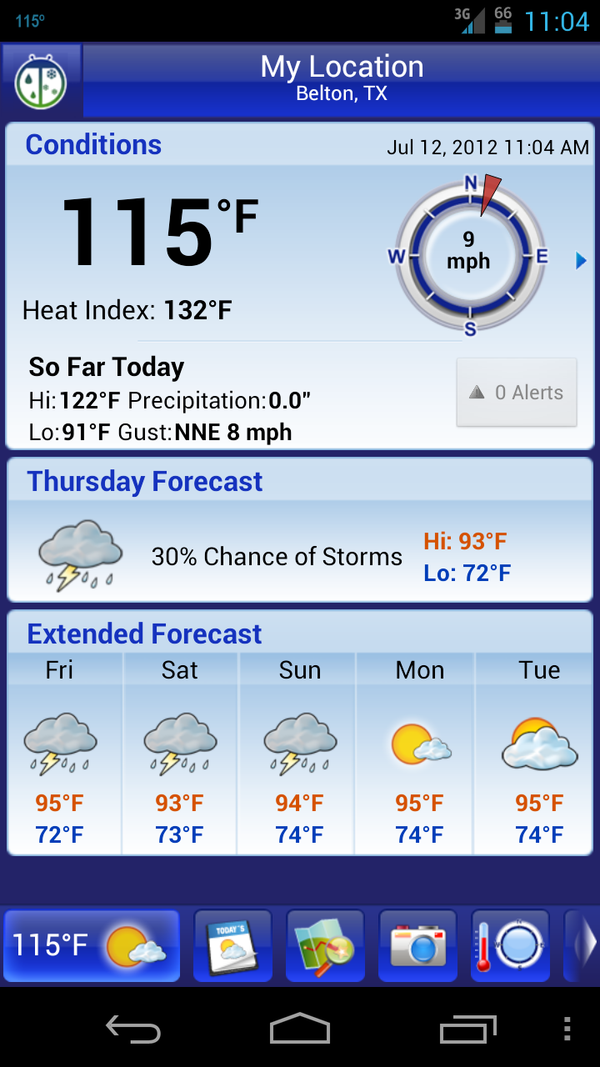 115° 3G 66 11:04
My Location
Belton, TX
Conditions Jul 12, 2012 11:04 AM
115°F
N
W 9 mph E
S
Heat Index: 132°F
So Far Today
Hi:122°F Precipitation:0.0"
Lo:91°F Gust:NNE 8 mph
0 Alerts
Thursday Forecast
30% Chance of Storms
Hi: 93°F
Lo: 72°F
Extended Forecast
Fri Sat Sun Mon Tue
95°F 93°F 94°F 95°F 95°F
72°F 73°F 74°F 74°F 74°F
115°F TODAY'S